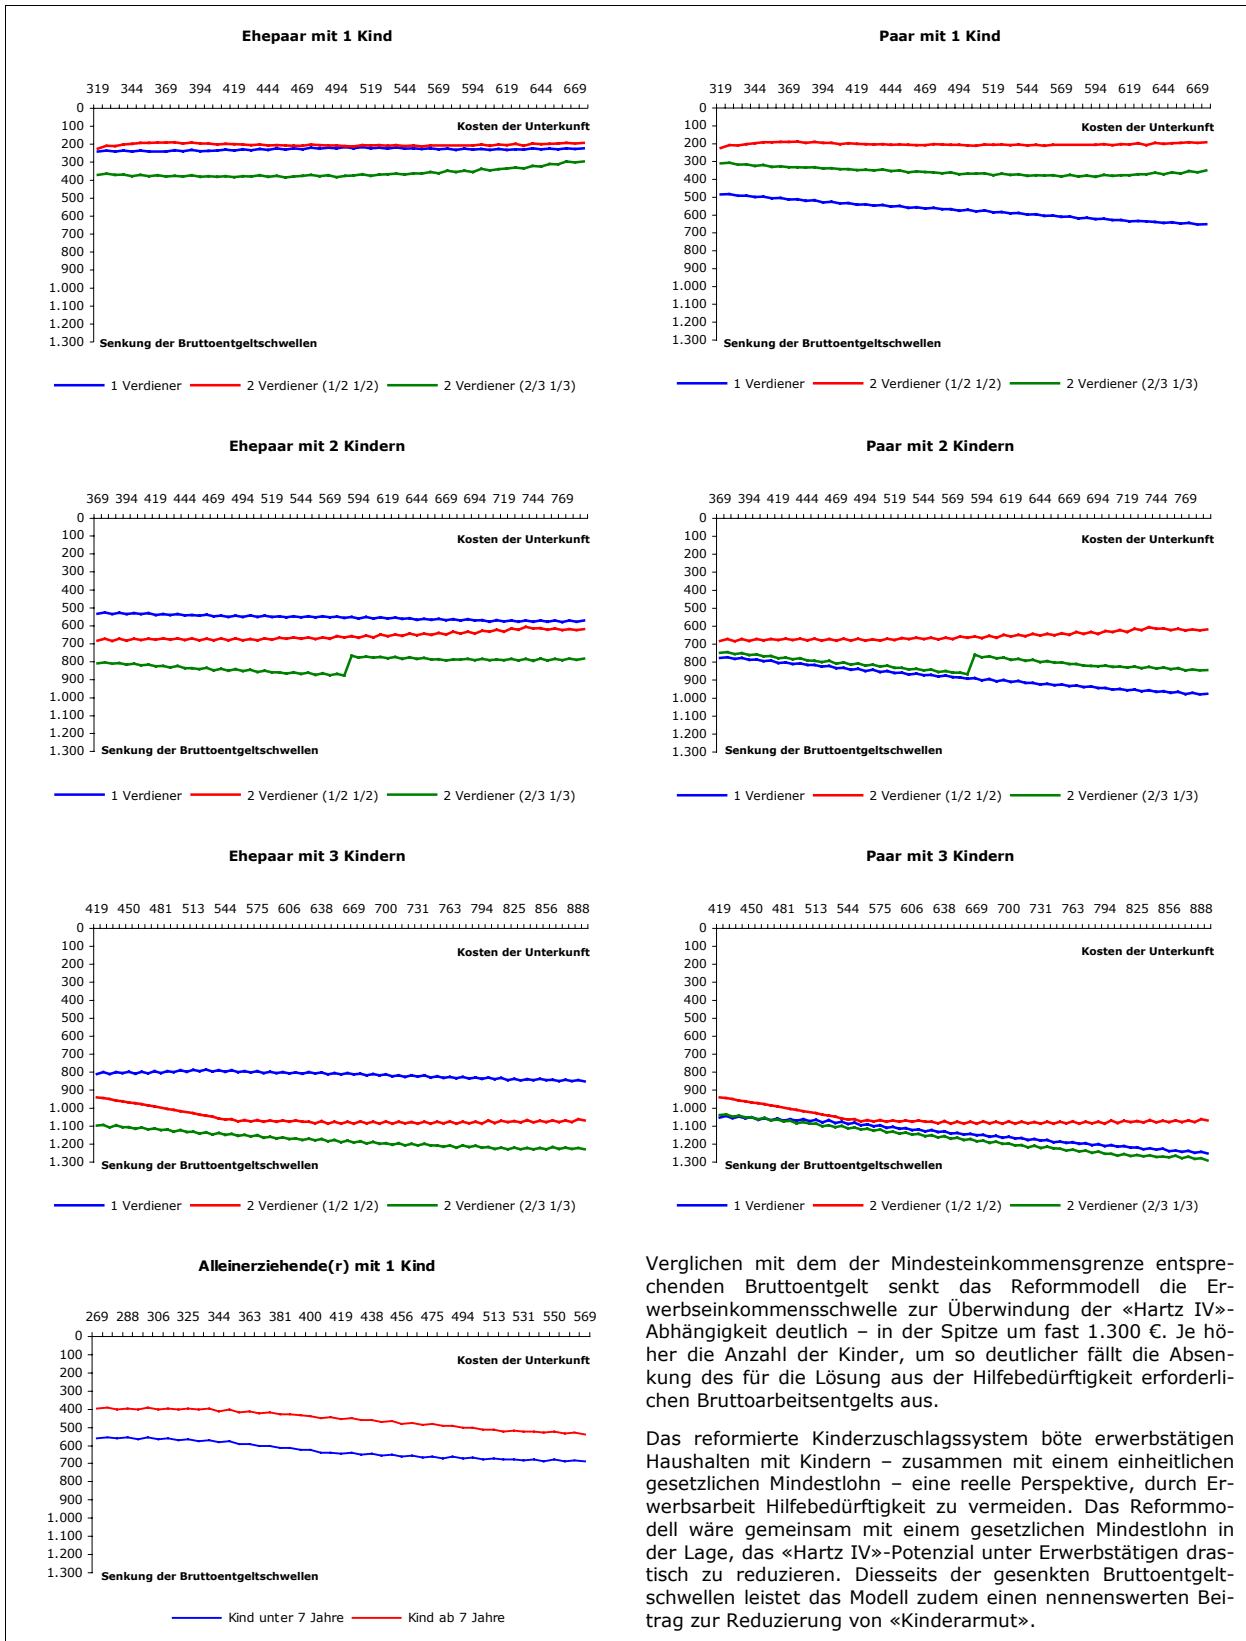 Ehepaar mit 1 Kind
319 344 369 394 419 444 469 494 519 544 569 594 619 644 669
0
100
200
300
400
500
600
700
800
900
1.000
1.100
1.200
1.300
Kosten der Unterkunft
Senkung der Bruttoentgeltschwellen
1 Verdiener 2 Verdiener (1/2 1/2) 2 Verdiener (2/3 1/3)
Paar mit 1 Kind
319 344 369 394 419 444 469 494 519 544 569 594 619 644 669
0
100
200
300
400
500
600
700
800
900
1.000
1.100
1.200
1.300
Kosten der Unterkunft
Senkung der Bruttoentgeltschwellen
1 Verdiener 2 Verdiener (1/2 1/2) 2 Verdiener (2/3 1/3)
Ehepaar mit 2 Kindern
369 394 419 444 469 494 519 544 569 594 619 644 669 694 719 744 769
0
100
200
300
400
500
600
700
800
900
1.000
1.100
1.200
1.300
Kosten der Unterkunft
Senkung der Bruttoentgeltschwellen
1 Verdiener 2 Verdiener (1/2 1/2) 2 Verdiener (2/3 1/3)
Paar mit 2 Kindern
369 394 419 444 469 494 519 544 569 594 619 644 669 694 719 744 769
0
100
200
300
400
500
600
700
800
900
1.000
1.100
1.200
1.300
Kosten der Unterkunft
Senkung der Bruttoentgeltschwellen
1 Verdiener 2 Verdiener (1/2 1/2) 2 Verdiener (2/3 1/3)
Ehepaar mit 3 Kindern
419 450 481 513 544 575 606 638 669 700 731 763 794 825 856 888
0
100
200
300
400
500
600
700
800
900
1.000
1.100
1.200
1.300
Kosten der Unterkunft
Senkung der Bruttoentgeltschwellen
1 Verdiener 2 Verdiener (1/2 1/2) 2 Verdiener (2/3 1/3)
Paar mit 3 Kindern
419 450 481 513 544 575 606 638 669 700 731 763 794 825 856 888
0
100
200
300
400
500
600
700
800
900
1.000
1.100
1.200
1.300
Kosten der Unterkunft
Senkung der Bruttoentgeltschwellen
1 Verdiener 2 Verdiener (1/2 1/2) 2 Verdiener (2/3 1/3)
Alleinerziehende(r) mit 1 Kind
269 288 306 325 344 363 381 400 419 438 456 475 494 513 531 550 569
0
100
200
300
400
500
600
700
800
900
1.000
1.100
1.200
1.300
Kosten der Unterkunft
Senkung der Bruttoentgeltschwellen
Kind unter 7 Jahre Kind ab 7 Jahre
Verglichen mit dem der Mindesteinkommensgrenze entspre-
chenden Bruttoentgelt senkt das Reformmodell die Er-
werbseinkommensschwelle zur Überwindung der «Hartz IV»-
Abhängigkeit deutlich – in der Spitze um fast 1.300 €. Je hö-
her die Anzahl der Kinder, um so deutlicher fällt die Absen-
kung des für die Lösung aus der Hilfebedürftigkeit erforderli-
chen Bruttoarbeitsentgelts aus.
Das reformierte Kinderzuschlagssystem böte erwerbstätigen
Haushalten mit Kindern – zusammen mit einem einheitlichen
gesetzlichen Mindestlohn – eine reelle Perspektive, durch Er-
werbsarbeit Hilfebedürftigkeit zu vermeiden. Das Reformmo-
dell wäre gemeinsam mit einem gesetzlichen Mindestlohn in
der Lage, das «Hartz IV»-Potenzial unter Erwerbstätigen dras-
tisch zu reduzieren. Diesseits der gesenkten Bruttoentgelt-
schwellen leistet das Modell zudem einen nennenswerten Bei-
trag zur Reduzierung von «Kinderarmut».